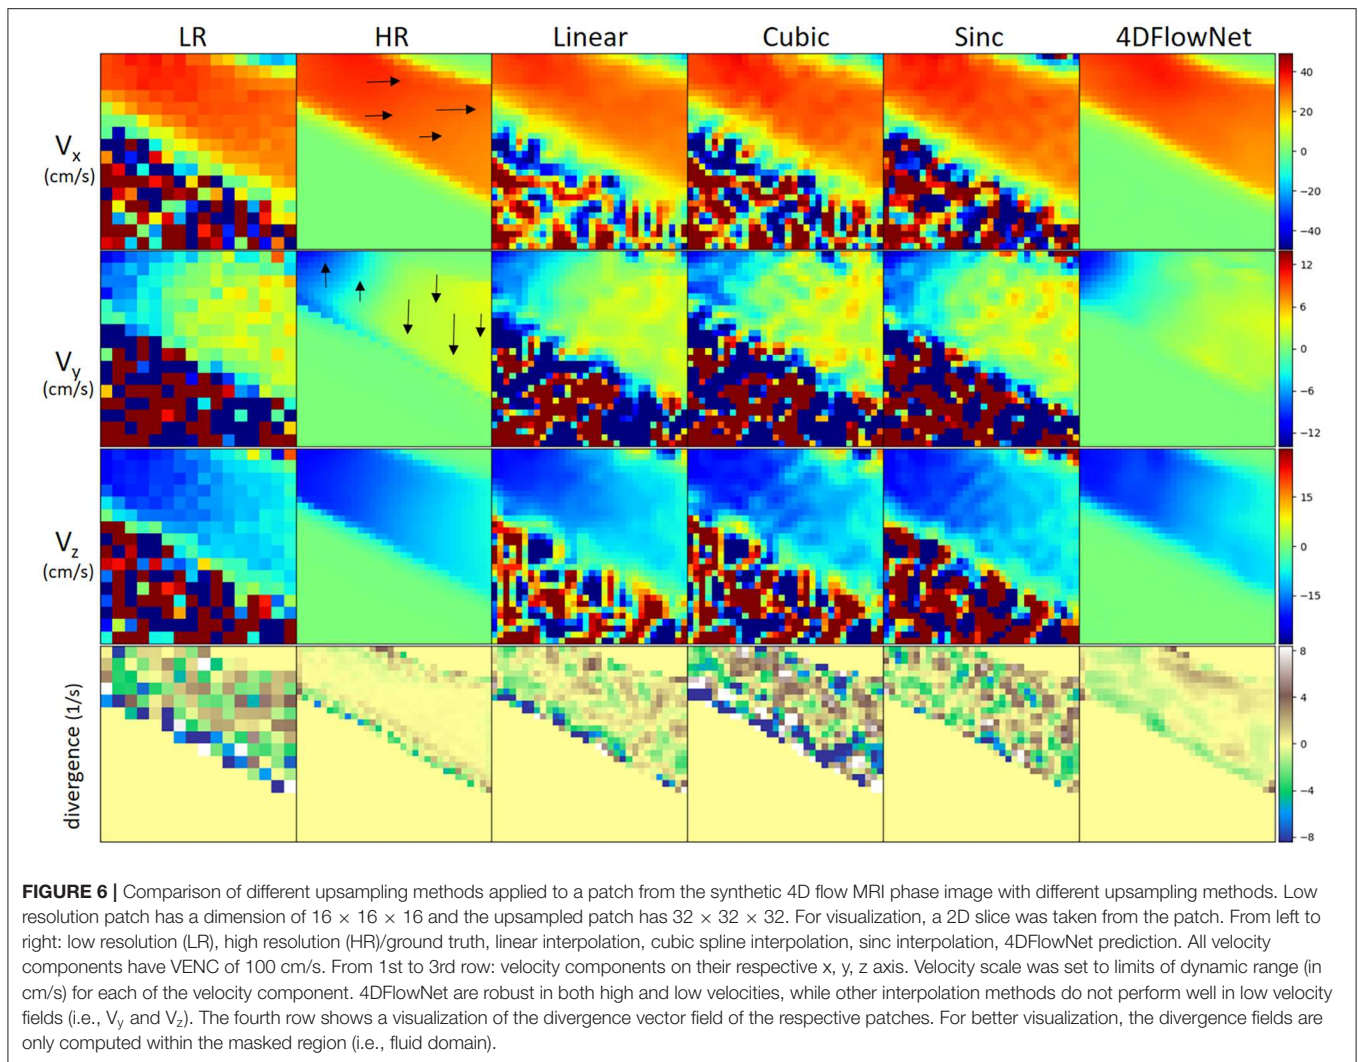 LR HR Linear Cubic Sinc 4DFlowNet
Vx
(cm/s)
40
20
0
−20
−40
Vy
(cm/s)
12
6
0
−6
−12
Vz
(cm/s)
15
0
−15
divergence (1/s)
8
4
0
−4
−8
FIGURE 6 | Comparison of different upsampling methods applied to a patch from the synthetic 4D flow MRI phase image with different upsampling methods. Low
resolution patch has a dimension of 16 × 16 × 16 and the upsampled patch has 32 × 32 × 32. For visualization, a 2D slice was taken from the patch. From left to
right: low resolution (LR), high resolution (HR)/ground truth, linear interpolation, cubic spline interpolation, sinc interpolation, 4DFlowNet prediction. All velocity
components have VENC of 100 cm/s. From 1st to 3rd row: velocity components on their respective x, y, z axis. Velocity scale was set to limits of dynamic range (in
cm/s) for each of the velocity component. 4DFlowNet are robust in both high and low velocities, while other interpolation methods do not perform well in low velocity
fields (i.e., Vy and Vz). The fourth row shows a visualization of the divergence vector field of the respective patches. For better visualization, the divergence fields are
only computed within the masked region (i.e., fluid domain).